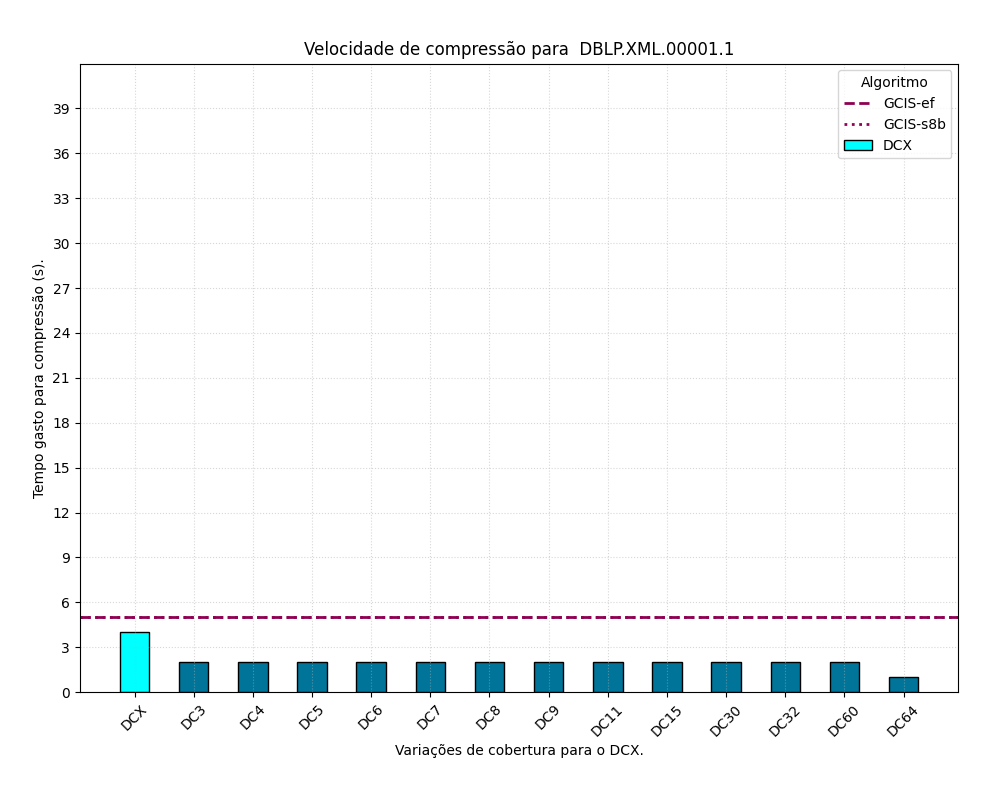 Velocidade de compressão para  DBLP.XML.00001.1
Algoritmo
GCIS-ef
GCIS-s8b
DCX
Tempo gasto para compressão (s).
39
36
33
30
27
24
21
18
15
12
9
6
3
0
DCX
DC3
DC4
DC5
DC6
DC7
DC8
DC9
DC11
DC15
DC30
DC32
DC60
DC64
Variações de cobertura para o DCX.